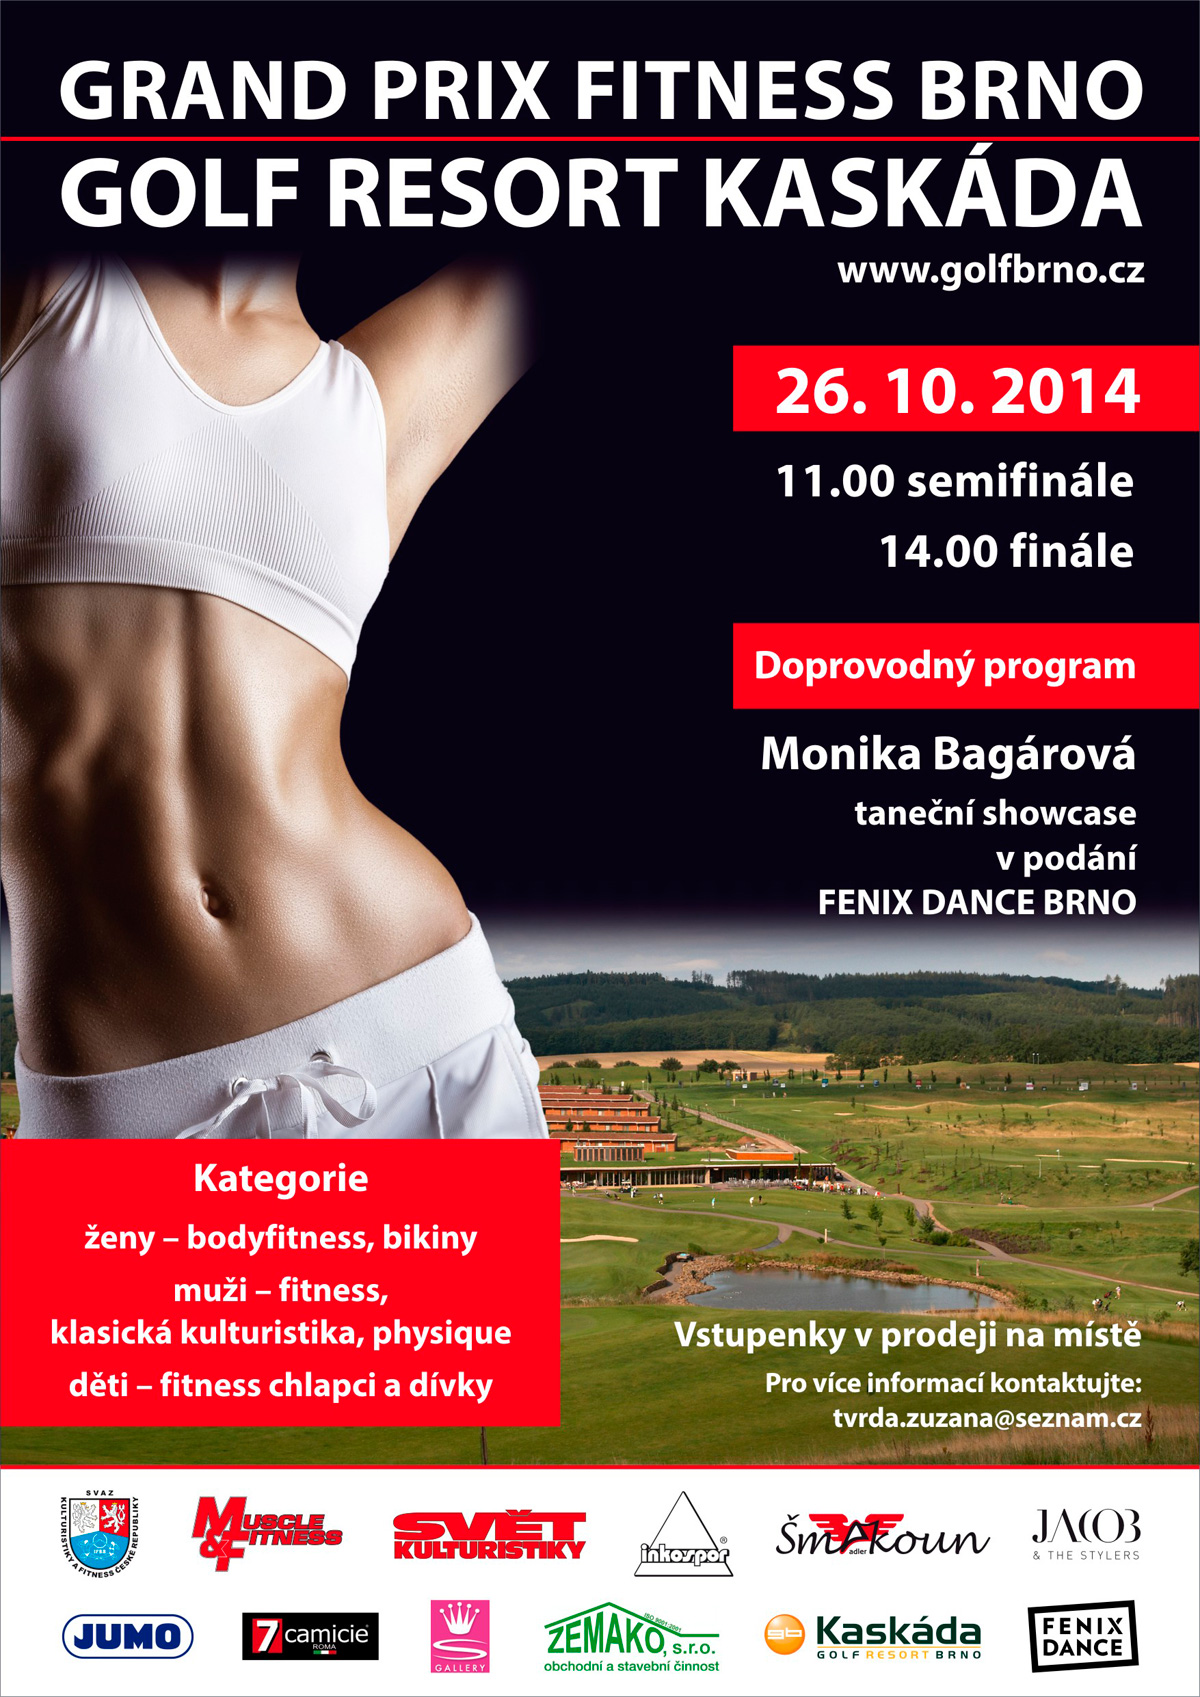 GRAND PRIX FITNESS BRNO
GOLF RESORT KASKÁDA
www.golfbrno.cz
26. 10. 2014
11.00 semifinále
14.00 finále
Doprovodný program
Monika Bagárová
taneční showcase
v podání
FENIX DANCE BRNO
Kategorie
ženy – bodyfitness, bikiny
muži – fitness,
klasická kulturistika, physique
děti – fitness chlapci a dívky
Vstupenky v prodeji na místě
Pro více informací kontaktujte:
tvrda.zuzana@seznam.cz
SVAZ
KULTURISTIKY A FITNESS ČESKÉ REPUBLIKY
MUSCLE
& FITNESS
SVĚT
KULTURISTIKY
inkospor®
Šmakoun
adler
JACOB
& THE STYLERS
JUMO
7 camicie
ROMA
S
GALLERY
ISO 9001:2001
ZEMAKO, s.r.o.
obchodní a stavební činnost
gb Kaskáda
GOLF RESORT BRNO
FENIX
DANCE